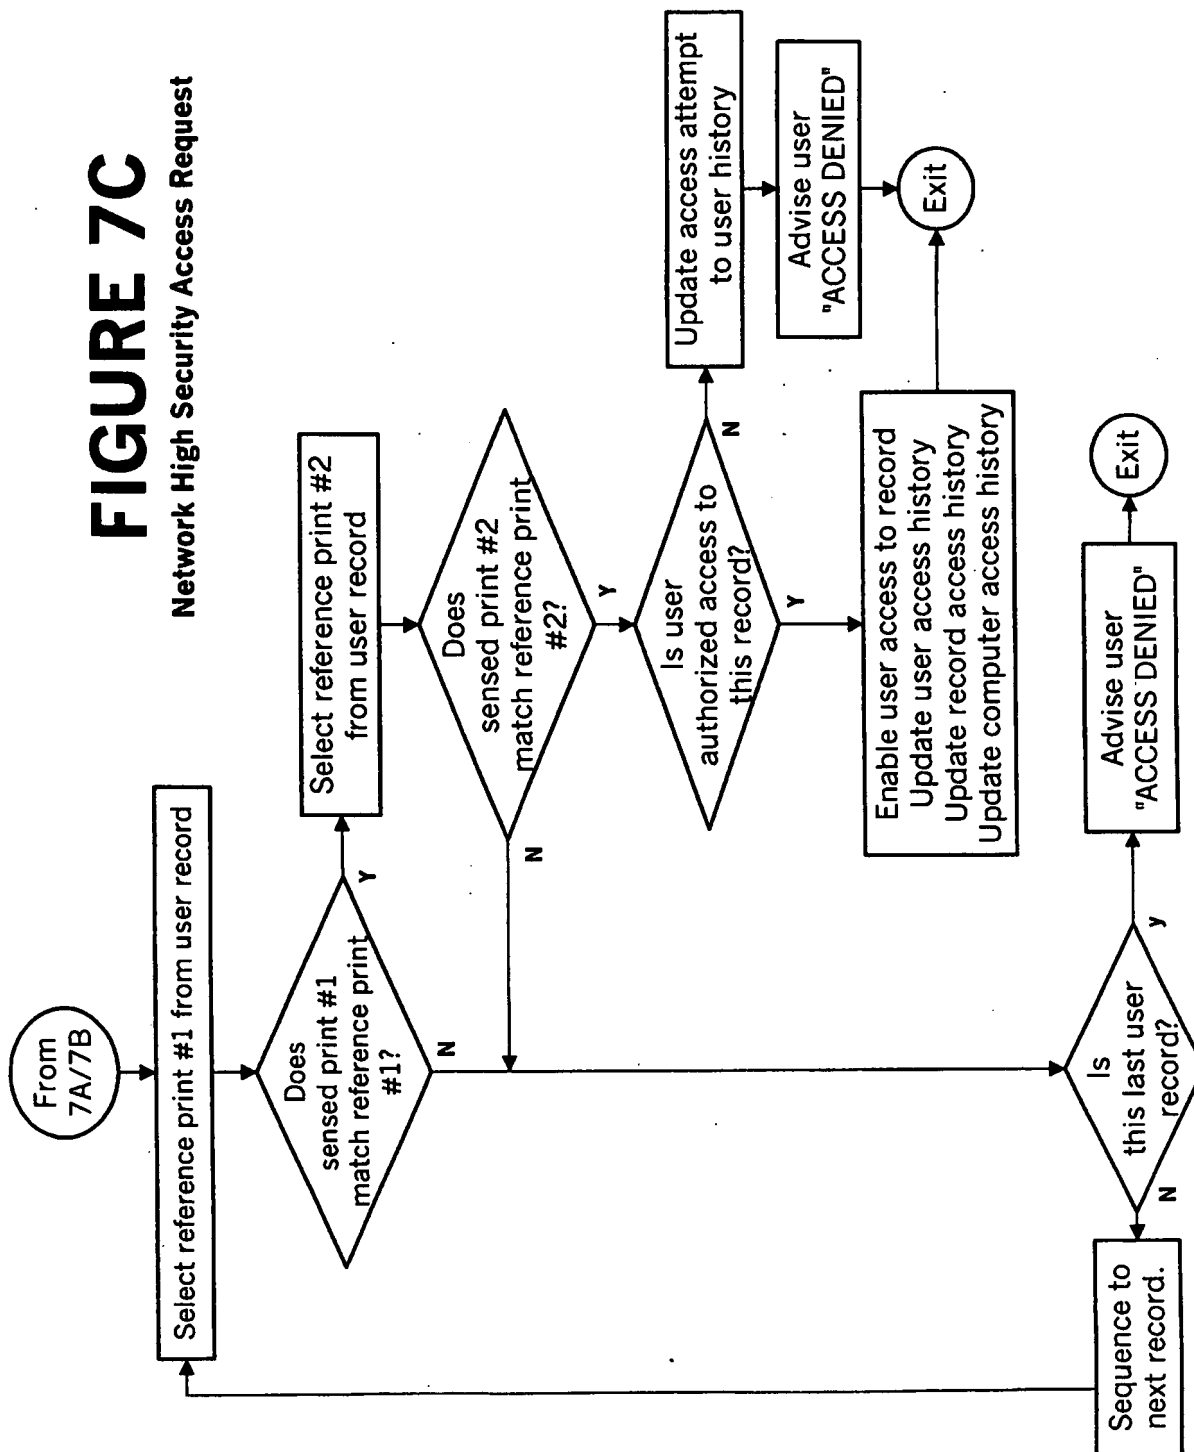 FIGURE 7C
Network High Security Access Request
From
7A/7B
Select reference print #1 from user record
Does
sensed print #1
match reference print
#1?
Y
N
Select reference print #2
from user record
Does
sensed print #2
match reference print
#2?
N
Y
Is user
authorized access to
this record?
N
Y
Update access attempt
to user history
Advise user
"ACCESS DENIED"
Exit
Enable user access to record
Update user access history
Update record access history
Update computer access history
Is
this last user
record?
y
N
Advise user
"ACCESS DENIED"
Exit
Sequence to
next record.